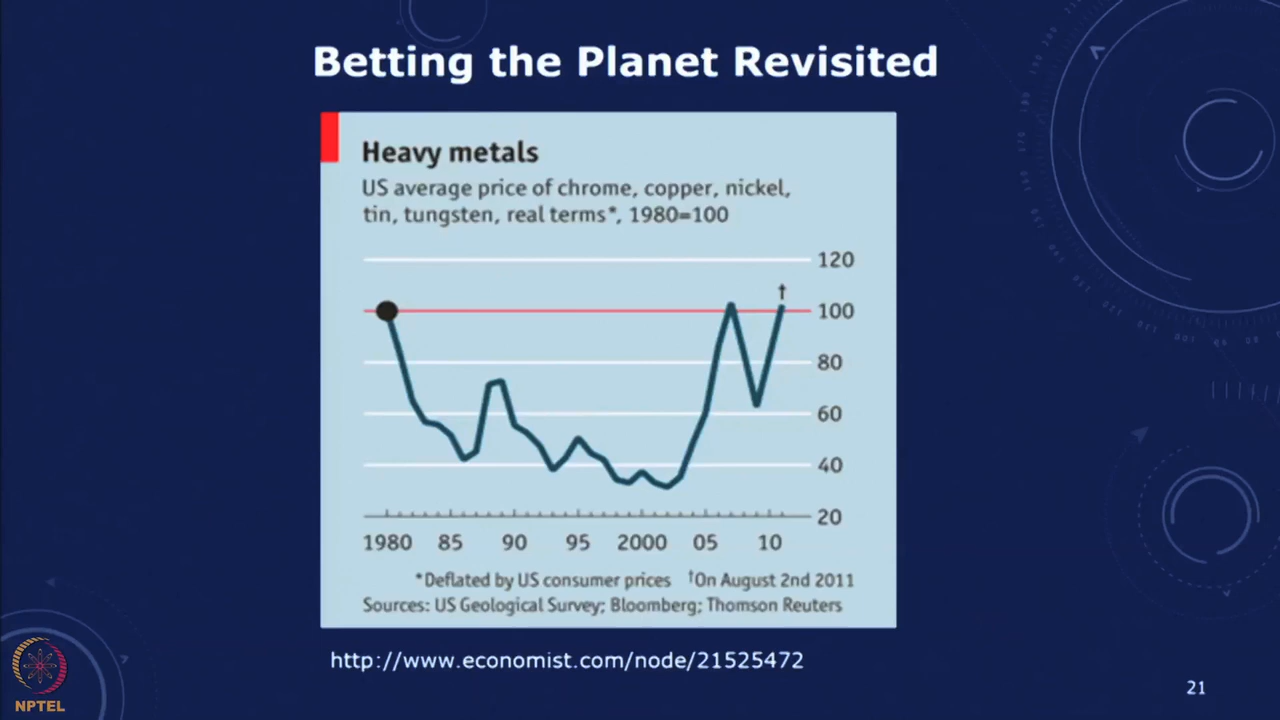 Betting the Planet Revisited
Heavy metals
US average price of chrome, copper, nickel,
tin, tungsten, real terms*, 1980=100
120
†
100
80
60
40
20
1980 85 90 95 2000 05 10
*Deflated by US consumer prices †On August 2nd 2011
Sources: US Geological Survey; Bloomberg; Thomson Reuters
http://www.economist.com/node/21525472
21
NPTEL